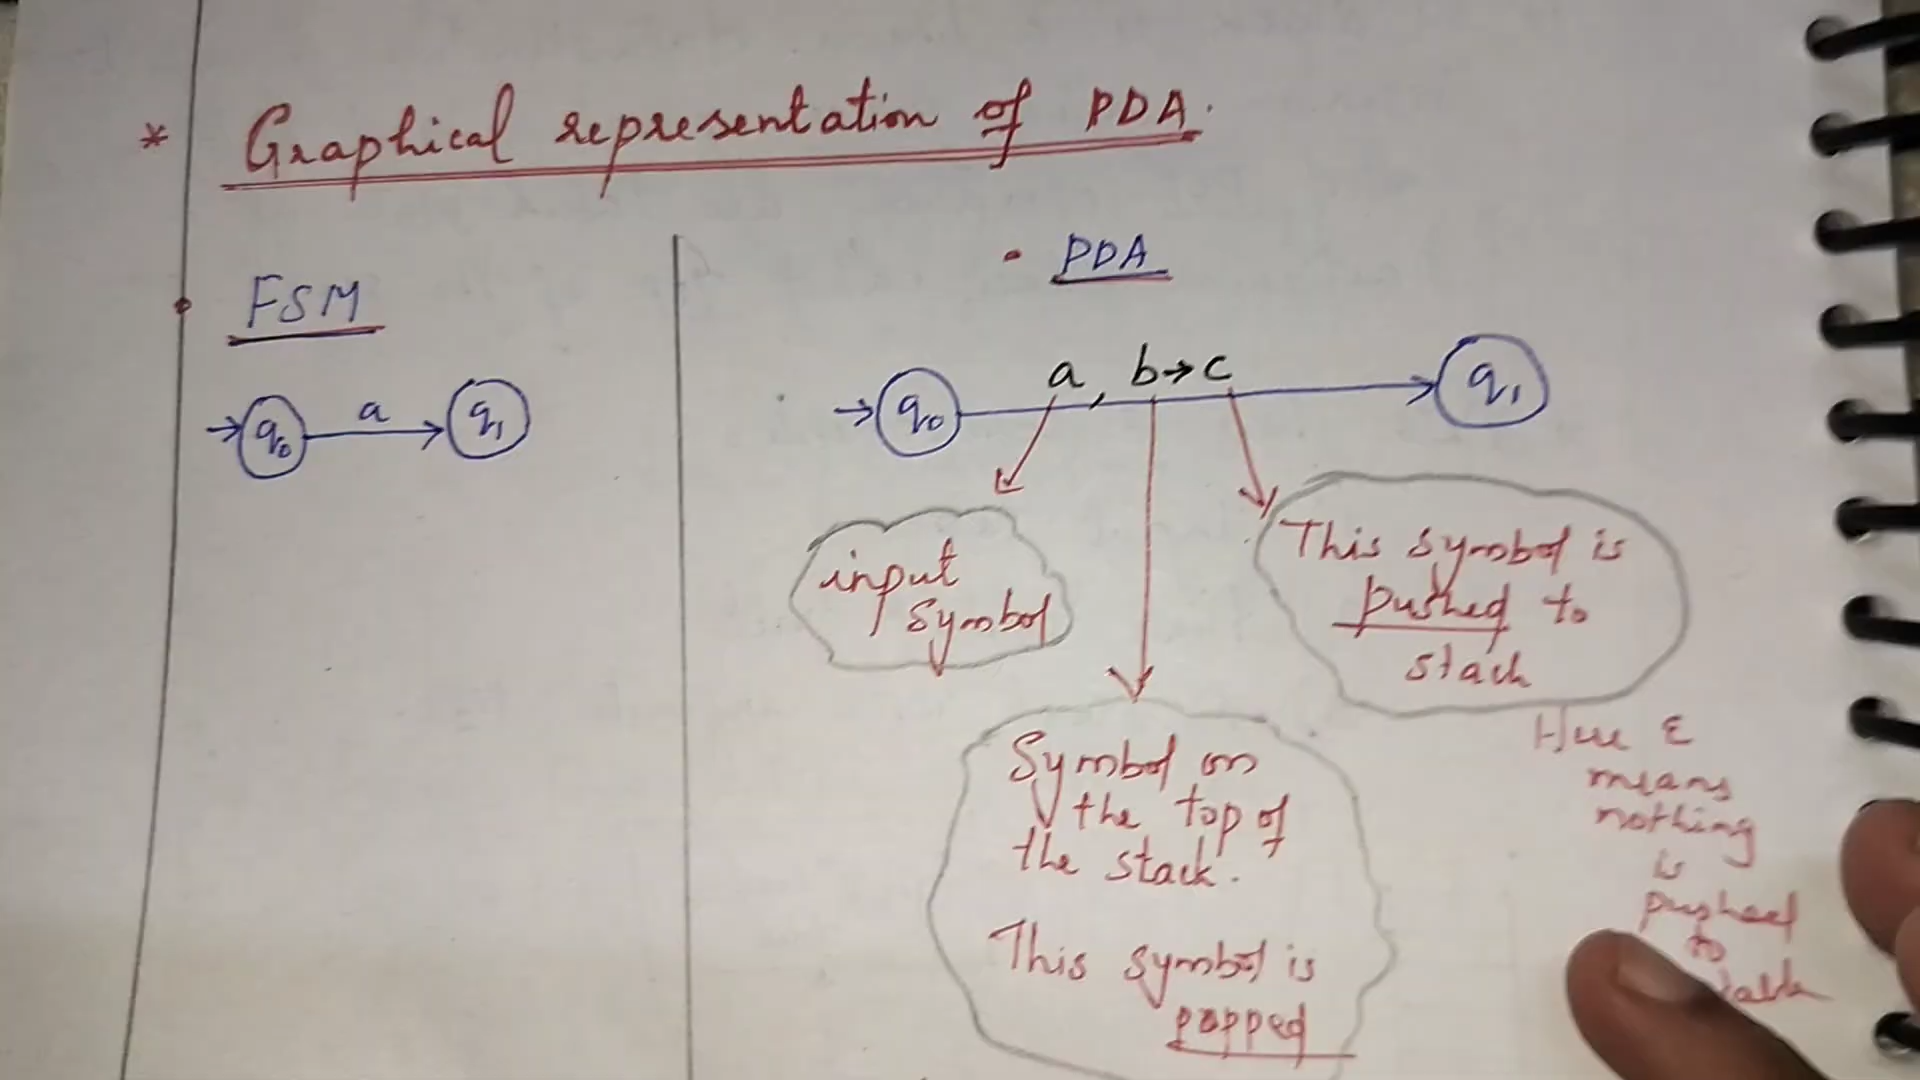 * Graphical representation of PDA.
• FSM
→ q₀ a → q₁
• PDA
→ q₀ a, b→c → q₁
input
symbol
This symbol is
pushed to
stack
Symbol on
the top of
the stack.
This symbol is
popped
Here ε
means
nothing
is
pushed
to